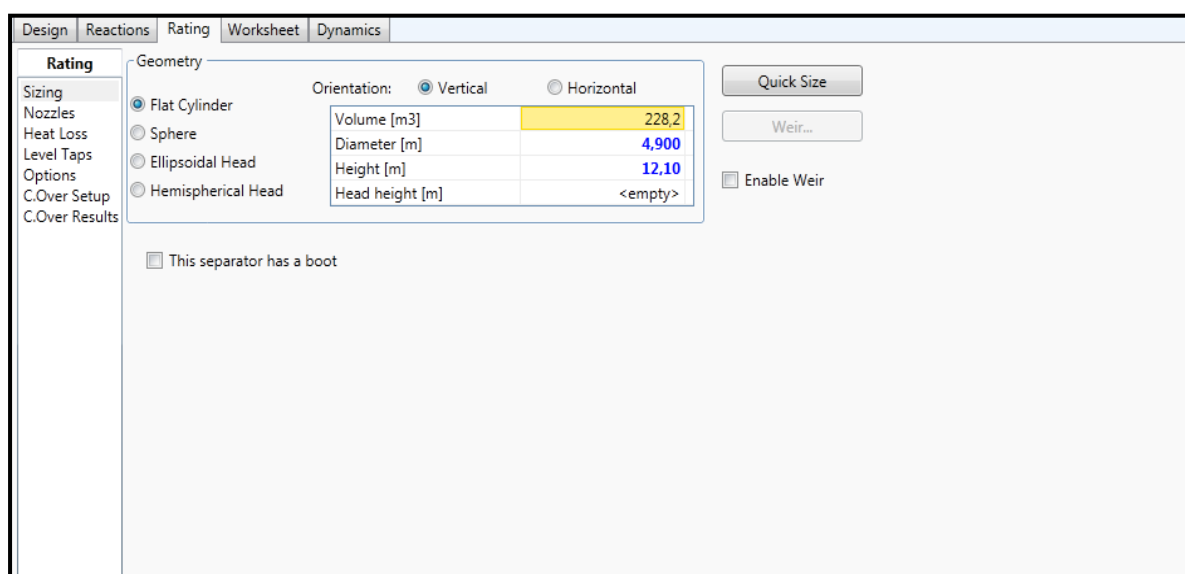 Design Reactions Rating Worksheet Dynamics
Rating
Sizing
Nozzles
Heat Loss
Level Taps
Options
C.Over Setup
C.Over Results
Geometry
Flat Cylinder
Sphere
Ellipsoidal Head
Hemispherical Head
Orientation: Vertical Horizontal
Volume [m3] 228,2
Diameter [m] 4,900
Height [m] 12,10
Head height [m] <empty>
Quick Size
Weir...
Enable Weir
This separator has a boot